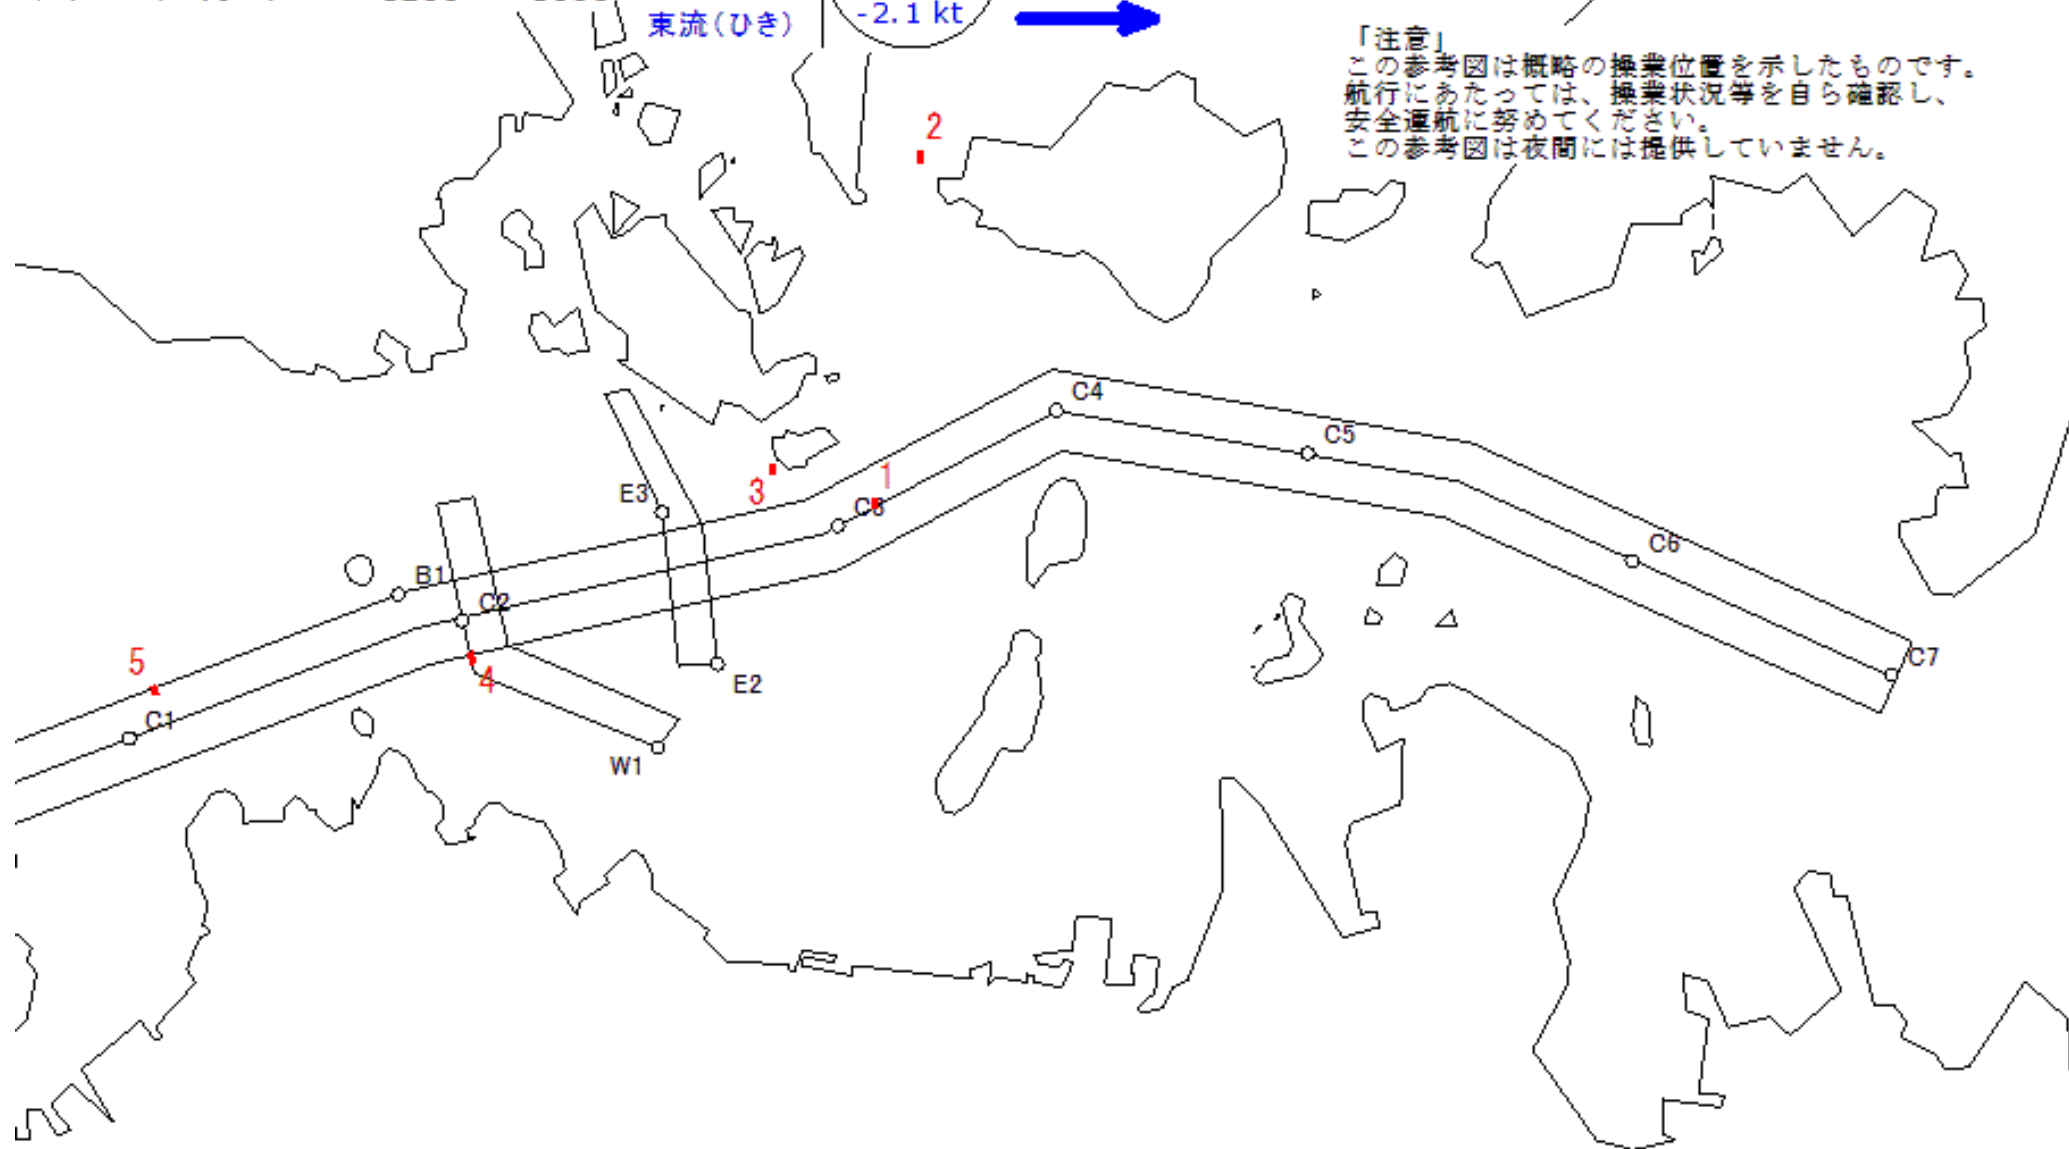 東流(ひき)
-2.1 kt
「注意」
この参考図は概略の操業位置を示したものです。
航行にあたっては、操業状況等を自ら確認し、
安全運航に努めてください。
この参考図は夜間には提供していません。
2
C4
C5
1
E3
3
C3
C6
B1
C2
5
4
C7
E2
C1
W1